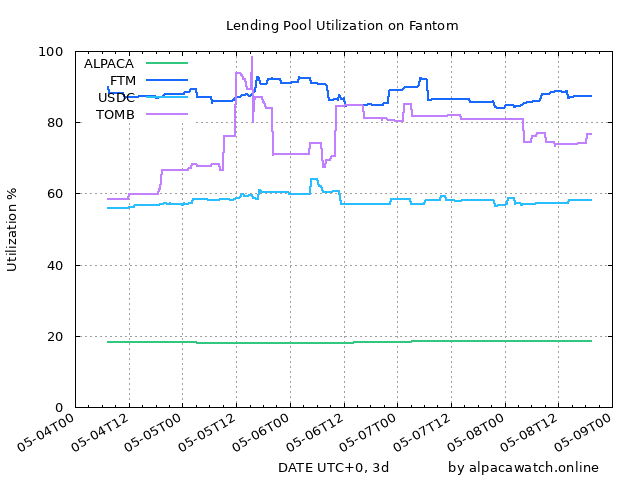 Lending Pool Utilization on Fantom
100
80
60
40
20
0
Utilization %
ALPACA
FTM
USDC
TOMB
05-04T00
05-04T12
05-05T00
05-05T12
05-06T00
05-06T12
05-07T00
05-07T12
05-08T00
05-08T12
05-09T00
DATE UTC+0, 3d
by alpacawatch.online